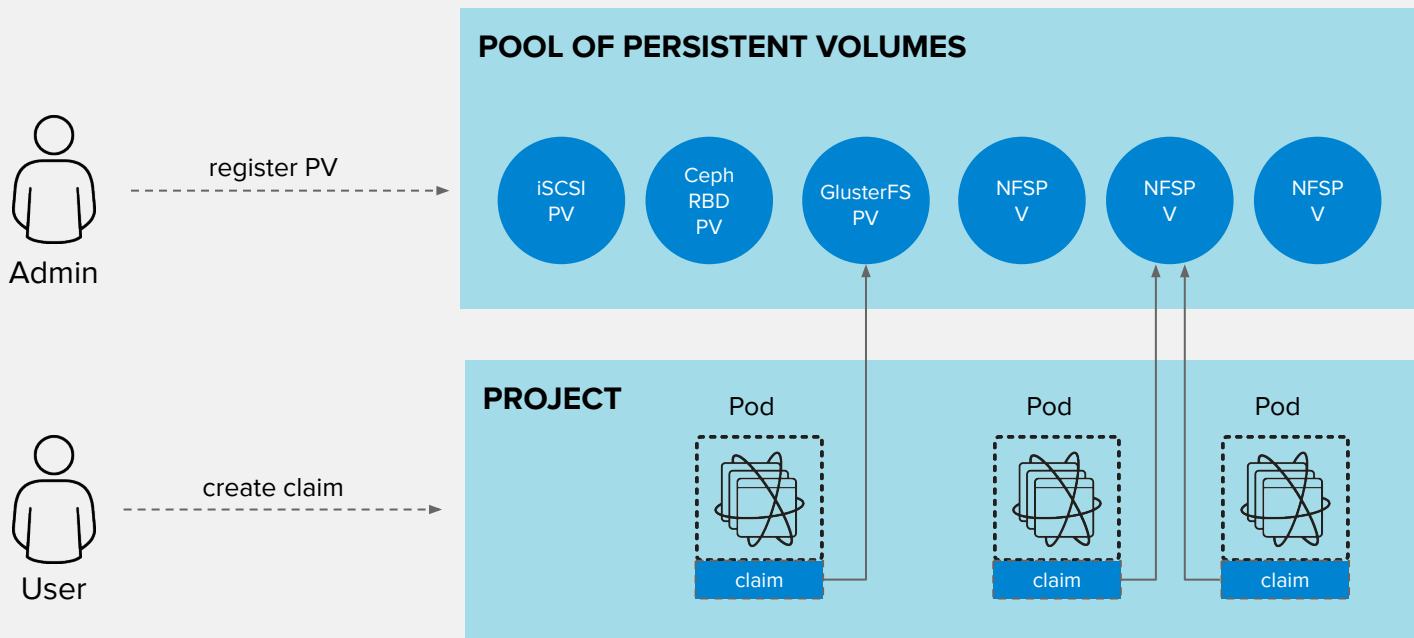 POOL OF PERSISTENT VOLUMES
register PV
iSCSI
PV
Ceph
RBD
PV
GlusterFS
PV
NFSP
V
NFSP
V
NFSP
V
Admin
PROJECT
Pod
Pod
Pod
create claim
claim
claim
claim
User